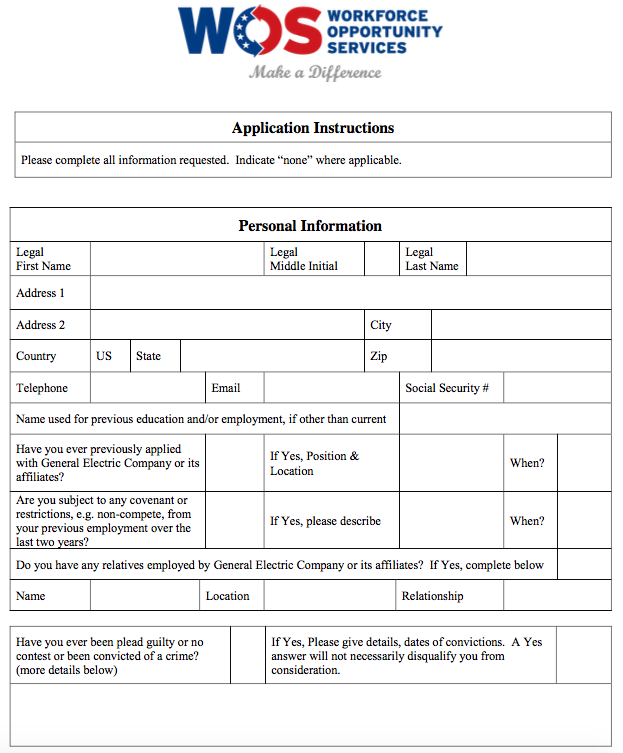 WOS WORKFORCE
OPPORTUNITY
SERVICES
Make a Difference
Application Instructions
Please complete all information requested. Indicate “none” where applicable.
Personal Information
Legal
First Name
Legal
Middle Initial
Legal
Last Name
Address 1
Address 2
City
Country
US
State
Zip
Telephone
Email
Social Security #
Name used for previous education and/or employment, if other than current
Have you ever previously applied
with General Electric Company or its
affiliates?
If Yes, Position &
Location
When?
Are you subject to any covenant or
restrictions, e.g. non-compete, from
your previous employment over the
last two years?
If Yes, please describe
When?
Do you have any relatives employed by General Electric Company or its affiliates? If Yes, complete below
Name
Location
Relationship
Have you ever been plead guilty or no
contest or been convicted of a crime?
(more details below)
If Yes, Please give details, dates of convictions. A Yes
answer will not necessarily disqualify you from
consideration.